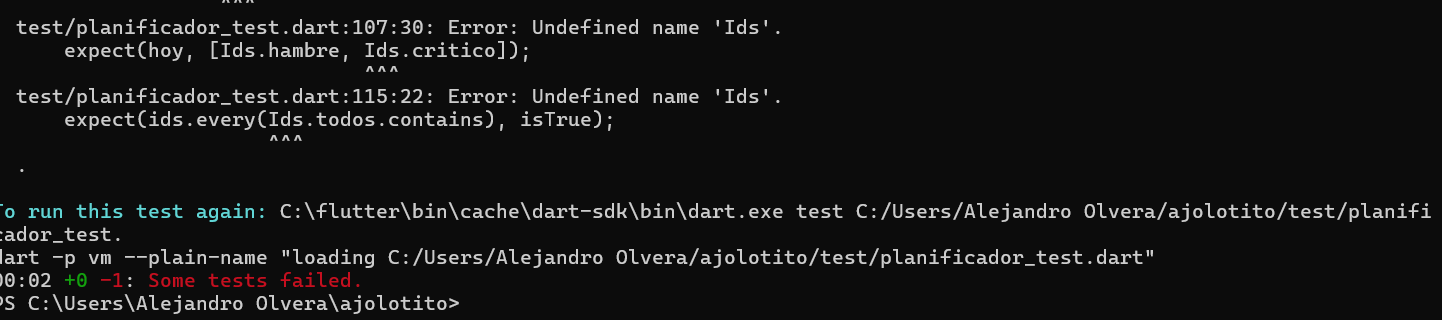 ^^^
test/planificador_test.dart:107:30: Error: Undefined name 'Ids'.
    expect(hoy, [Ids.hambre, Ids.critico]);
                             ^^^
test/planificador_test.dart:115:22: Error: Undefined name 'Ids'.
    expect(ids.every(Ids.todos.contains), isTrue);
                     ^^^
.
To run this test again: C:\flutter\bin\cache\dart-sdk\bin\dart.exe test C:/Users/Alejandro Olvera/ajolotito/test/planifi
cador_test.
dart -p vm --plain-name "loading C:/Users/Alejandro Olvera/ajolotito/test/planificador_test.dart"
00:02 +0 -1: Some tests failed.
PS C:\Users\Alejandro Olvera\ajolotito>